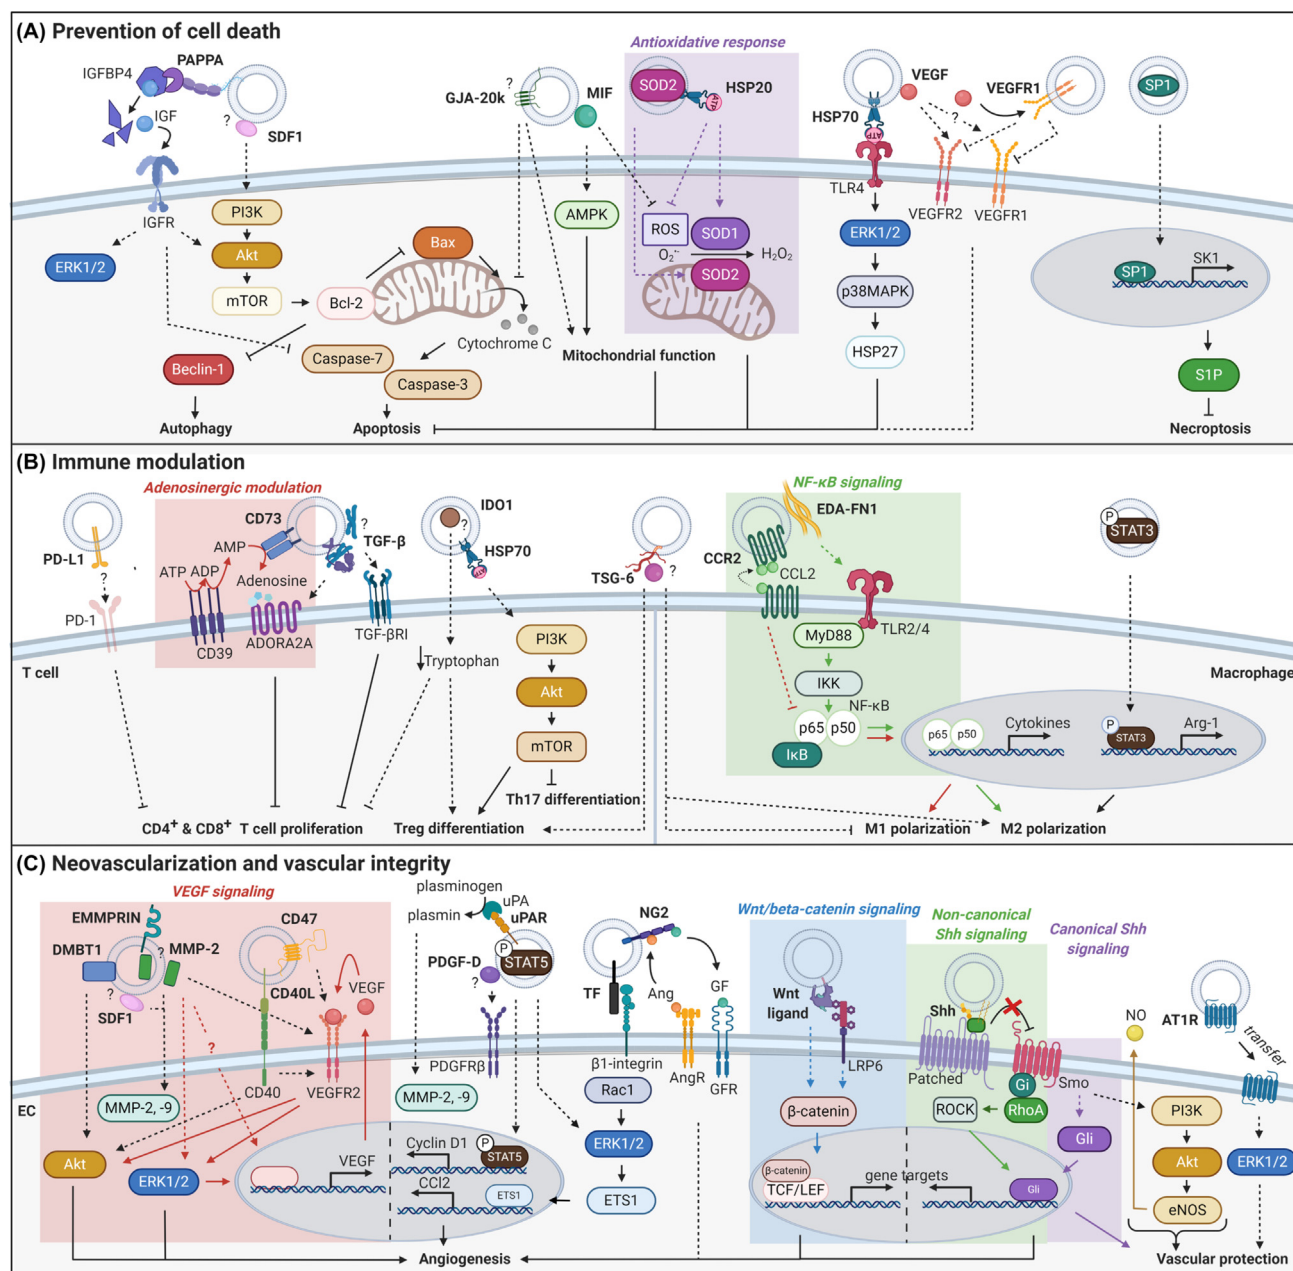 (A) Prevention of cell death
Antioxidative response
IGFBP4
PAPPA
IGF
?
SDF1
IGFR
ERK1/2
PI3K
Akt
mTOR
Bcl-2
Bax
Beclin-1
Autophagy
Caspase-7
Caspase-3
Apoptosis
Cytochrome C
?
GJA-20k
MIF
AMPK
Mitochondrial function
SOD2
ATP
HSP20
ROS
SOD1
O₂˙⁻
H₂O₂
SOD2
HSP70
ATP
TLR4
VEGF
?
VEGFR1
VEGFR2
VEGFR1
ERK1/2
p38MAPK
HSP27
SP1
SP1
SK1
S1P
Necroptosis
(B) Immune modulation
Adenosinergic modulation
PD-L1
?
PD-1
T cell
CD73
AMP
ATP
ADP
Adenosine
CD39
ADORA2A
?
TGF-β
TGF-βRI
IDO1
?
HSP70
ATP
Tryptophan
PI3K
Akt
mTOR
Th17 differentiation
CD4⁺ & CD8⁺ T cell proliferation
Treg differentiation
TSG-6
?
NF-κB signaling
EDA-FN1
CCR2
CCL2
TLR2/4
MyD88
IKK
NF-κB
p65
p50
IκB
p65
p50
Cytokines
P
STAT3
Macrophage
P
STAT3
Arg-1
M1 polarization
M2 polarization
(C) Neovascularization and vascular integrity
VEGF signaling
EMMPRIN
DMBT1
?
MMP-2
?
SDF1
CD47
CD40L
VEGF
?
CD40
VEGFR2
EC
MMP-2, -9
Akt
ERK1/2
VEGF
plasminogen
plasmin
uPA
uPAR
P
STAT5
PDGF-D
?
PDGFRβ
MMP-2, -9
Cyclin D1
P
STAT5
CCl2
ETS1
Angiogenesis
NG2
TF
Ang
GF
β1-integrin
AngR
GFR
Rac1
ERK1/2
ETS1
Wnt/beta-catenin signaling
Wnt
ligand
LRP6
β-catenin
β-catenin
TCF/LEF
gene targets
Non-canonical
Shh signaling
Shh
Patched
Smo
Gi
ROCK
RhoA
Gli
Canonical Shh
signaling
Gli
NO
AT1R
transfer
PI3K
Akt
eNOS
ERK1/2
Vascular protection